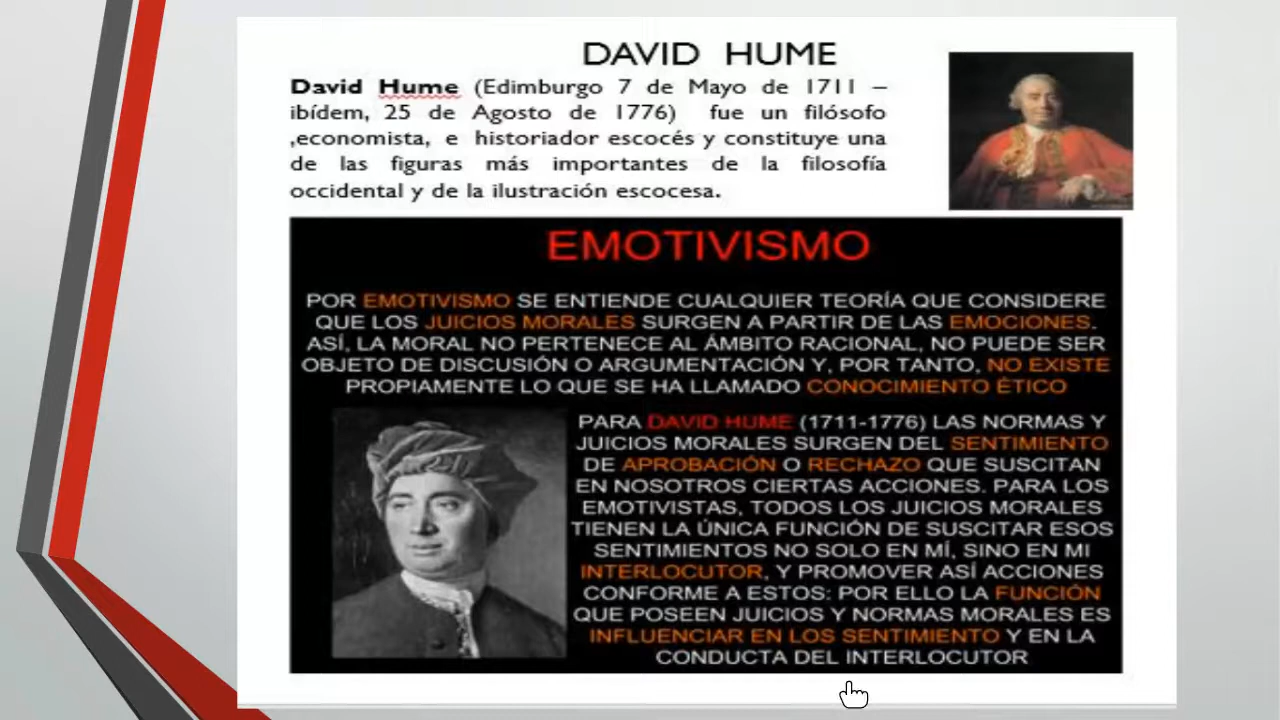 DAVID HUME
David Hume (Edimburgo 7 de Mayo de 1711 –
ibídem, 25 de Agosto de 1776) fue un filósofo
,economista, e historiador escocés y constituye una
de las figuras más importantes de la filosofía
occidental y de la ilustración escocesa.
EMOTIVISMO
POR EMOTIVISMO SE ENTIENDE CUALQUIER TEORÍA QUE CONSIDERE
QUE LOS JUICIOS MORALES SURGEN A PARTIR DE LAS EMOCIONES.
ASÍ, LA MORAL NO PERTENECE AL ÁMBITO RACIONAL, NO PUEDE SER
OBJETO DE DISCUSIÓN O ARGUMENTACIÓN Y, POR TANTO, NO EXISTE
PROPIAMENTE LO QUE SE HA LLAMADO CONOCIMIENTO ÉTICO
PARA DAVID HUME (1711-1776) LAS NORMAS Y
JUICIOS MORALES SURGEN DEL SENTIMIENTO
DE APROBACIÓN O RECHAZO QUE SUSCITAN
EN NOSOTROS CIERTAS ACCIONES. PARA LOS
EMOTIVISTAS, TODOS LOS JUICIOS MORALES
TIENEN LA ÚNICA FUNCIÓN DE SUSCITAR ESOS
SENTIMIENTOS NO SOLO EN MÍ, SINO EN MI
INTERLOCUTOR, Y PROMOVER ASÍ ACCIONES
CONFORME A ESTOS: POR ELLO LA FUNCIÓN
QUE POSEEN JUICIOS Y NORMAS MORALES ES
INFLUENCIAR EN LOS SENTIMIENTO Y EN LA
CONDUCTA DEL INTERLOCUTOR